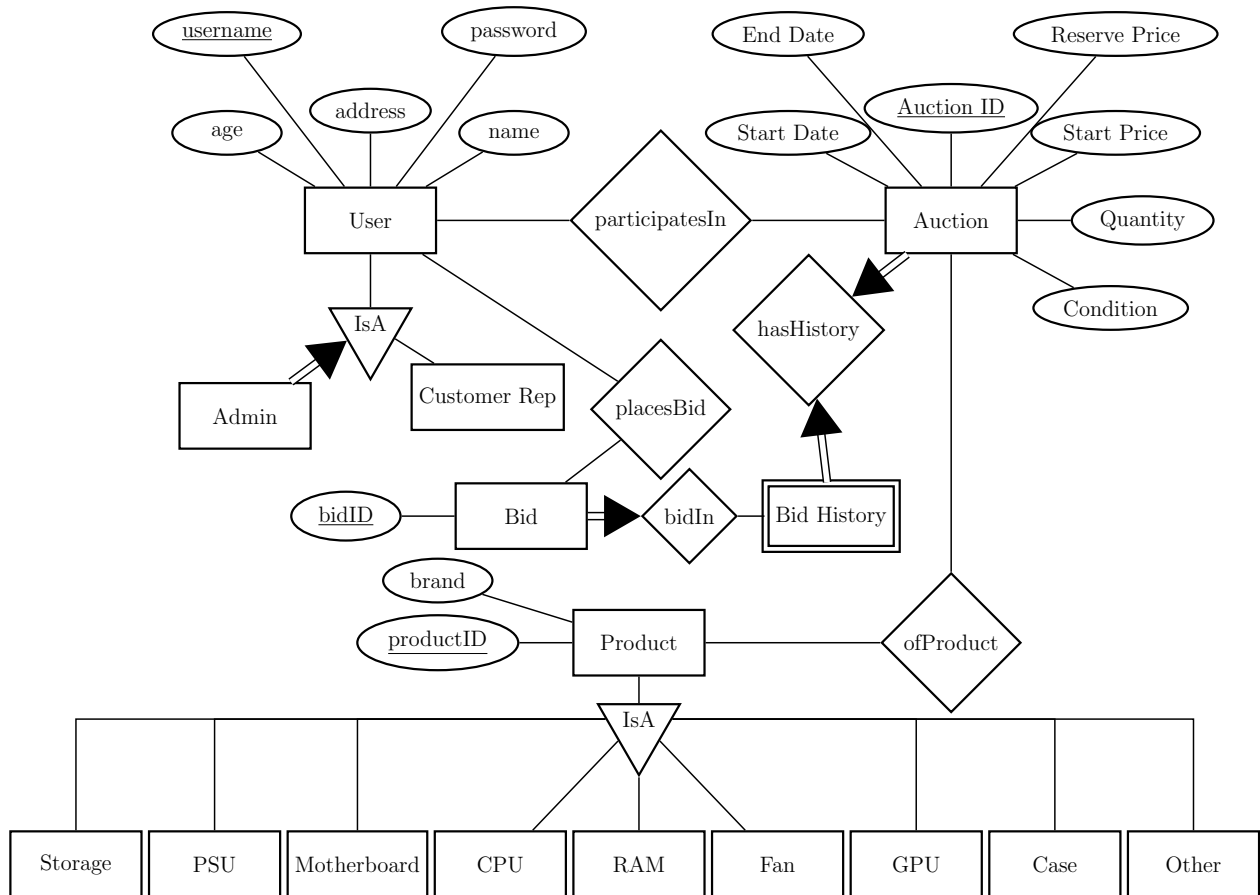 username
password
End Date
Reserve Price
address
Auction ID
age
name
Start Date
Start Price
User
participatesIn
Auction
Quantity
Condition
IsA
hasHistory
Admin
Customer Rep
placesBid
bidID
Bid
bidIn
Bid History
brand
productID
Product
ofProduct
IsA
Storage
PSU
Motherboard
CPU
RAM
Fan
GPU
Case
Other